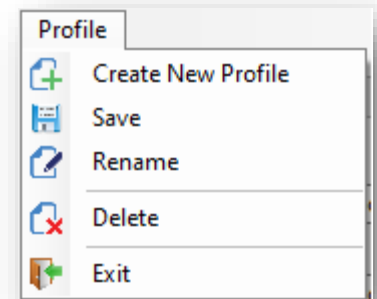 Profile
Create New Profile
Save
Rename
Delete
Exit